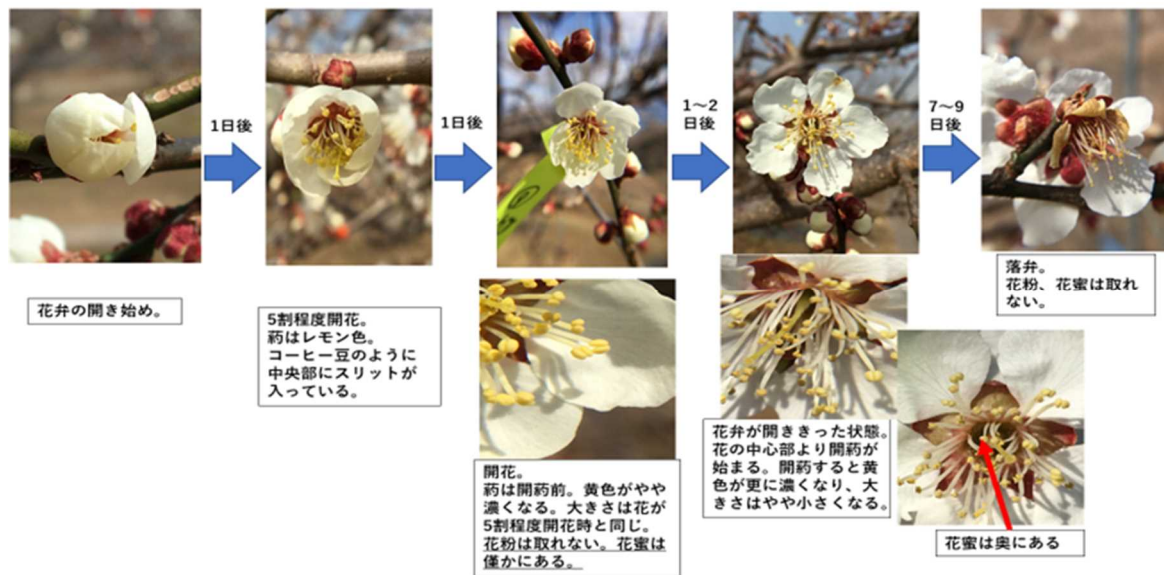 1日後
1日後
1〜2
日後
7〜9
日後
花弁の開き始め。
5割程度開花。
葯はレモン色。
コーヒー豆のように
中央部にスリットが
入っている。
開花。
葯は開葯前。黄色がやや
濃くなる。大きさは花が
5割程度開花時と同じ。
花粉は取れない。花蜜は
僅かにある。
花弁が開ききった状態。
花の中心部より開葯が
始まる。開葯すると黄
色が更に濃くなり、大
きさはやや小さくなる。
落弁。
花粉、花蜜は取れ
ない。
花蜜は奥にある